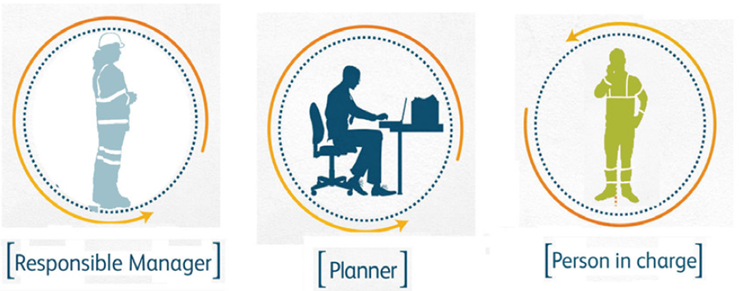 [Responsible Manager]
[Planner]
[Person in charge]